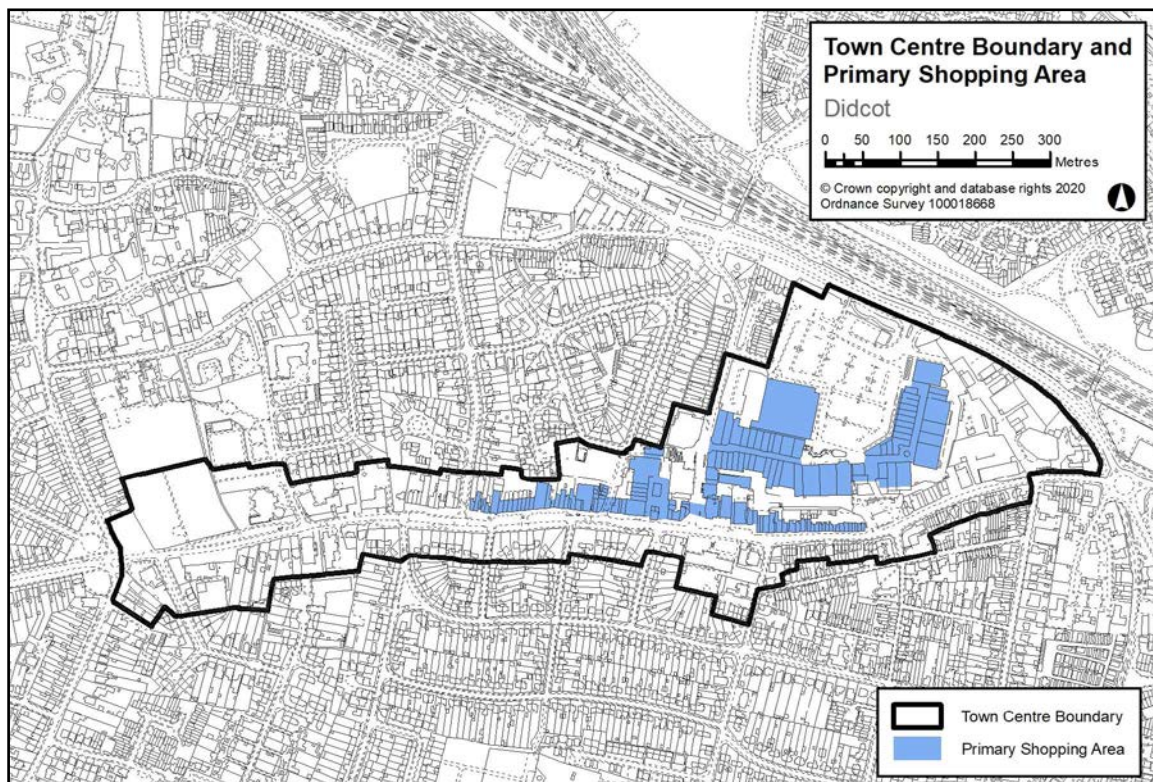 Town Centre Boundary and
Primary Shopping Area
Didcot
0 50 100 150 200 250 300
Metres
© Crown copyright and database rights 2020
Ordnance Survey 100018668
Town Centre Boundary
Primary Shopping Area